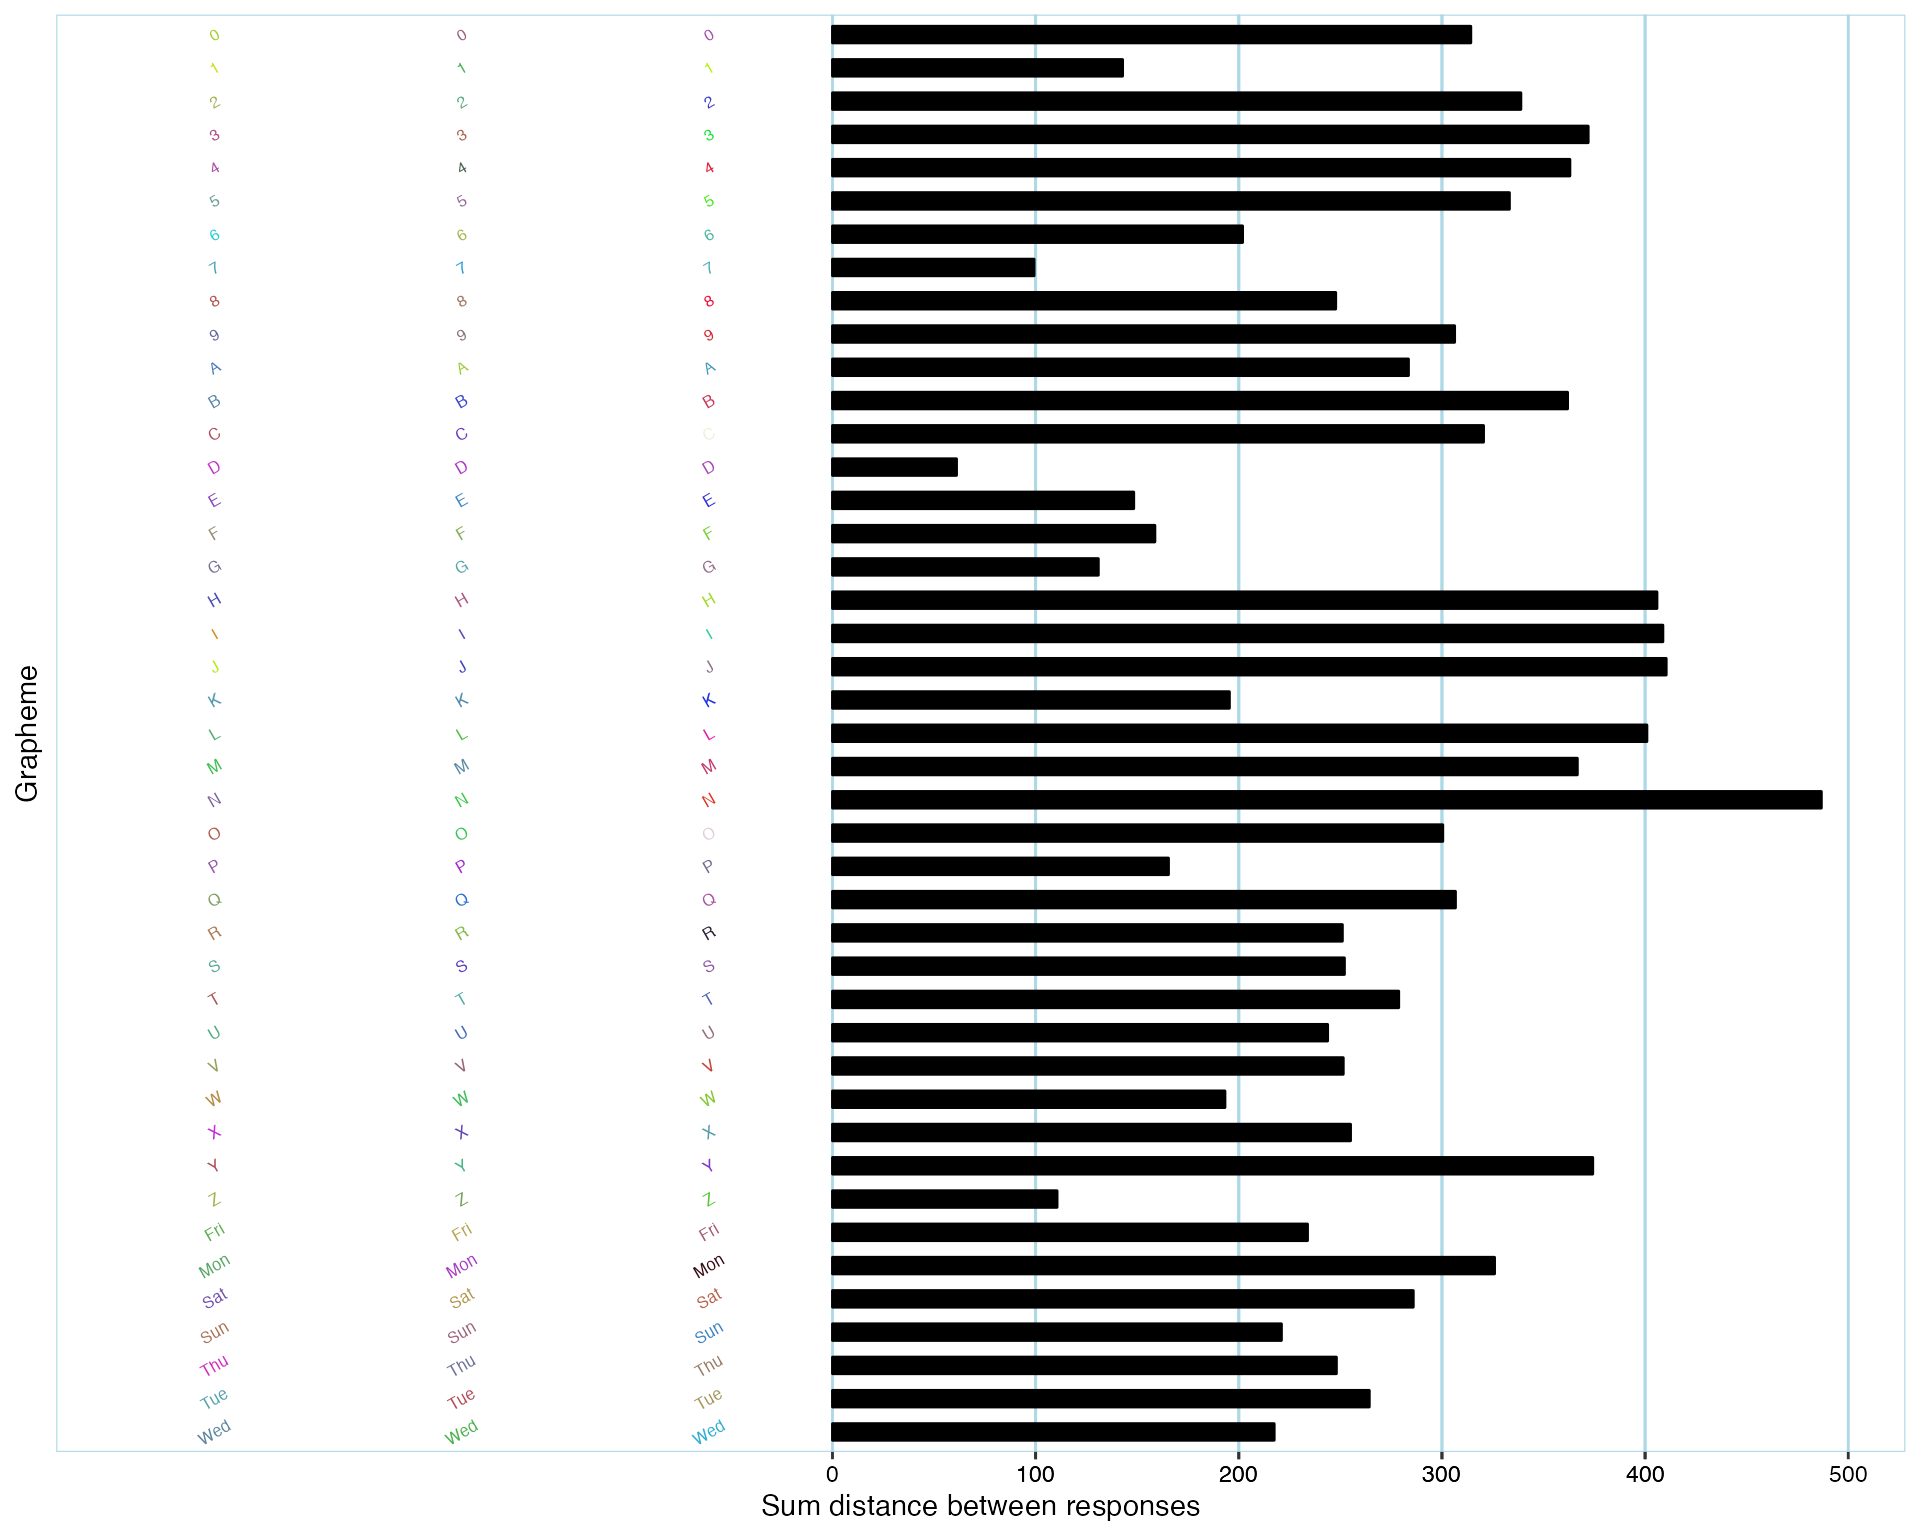 0 0 0
1 1 1
2 2 2
3 3 3
4 4 4
5 5 5
6 6 6
7 7 7
8 8 8
9 9 9
A A A
B B B
C C C
D D D
E E E
F F F
G G G
H H H
I I I
J J J
K K K
L L L
M M M
N N N
O O O
P P P
Q Q Q
R R R
S S S
T T T
U U U
V V V
W W W
X X X
Y Y Y
Z Z Z
Fri Fri Fri
Mon Mon Mon
Sat Sat Sat
Sun Sun Sun
Thu Thu Thu
Tue Tue Tue
Wed Wed Wed
Grapheme
0 100 200 300 400 500
Sum distance between responses